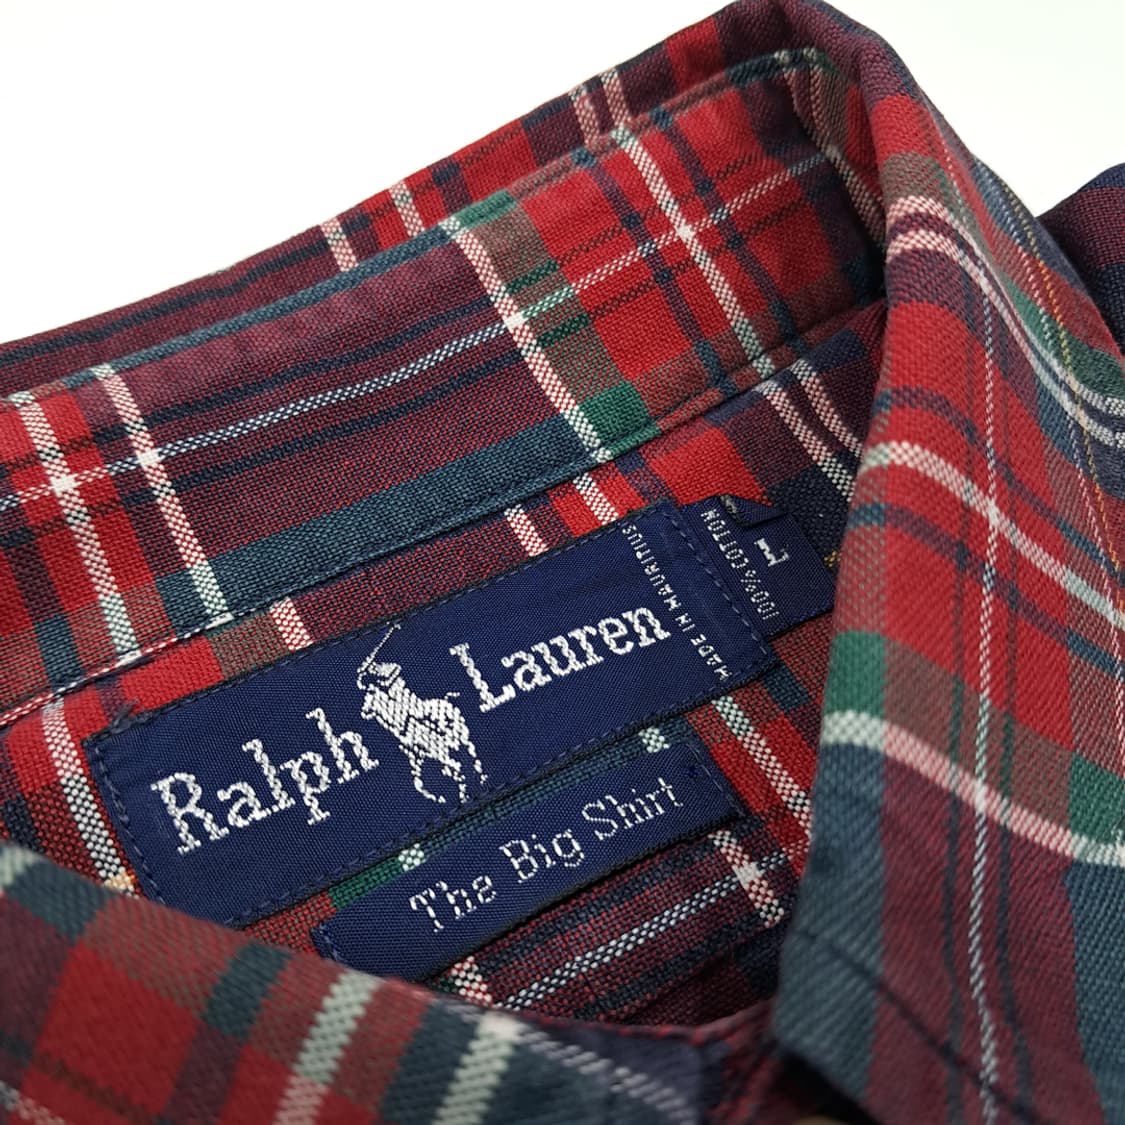 Ralph Lauren
MADE IN MAURITIUS
100% COTTON
L
The Big Shirt